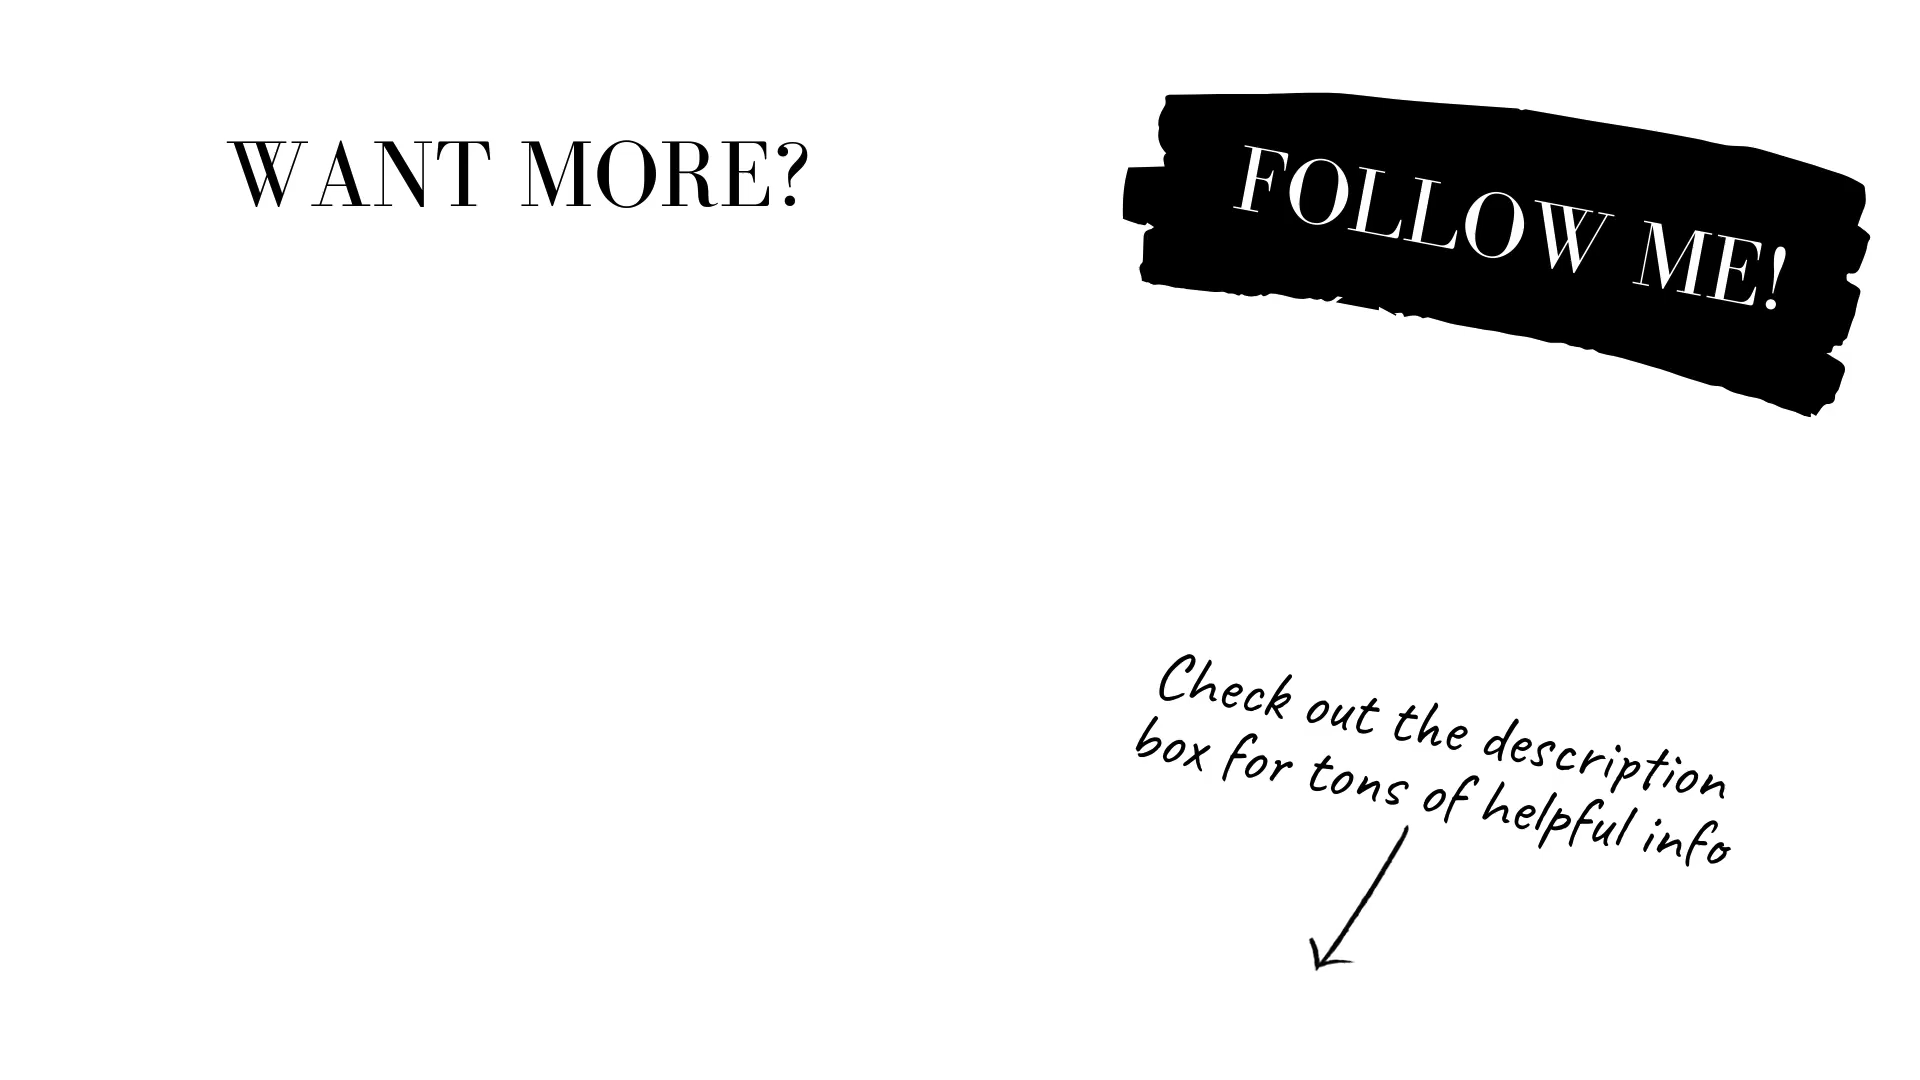 WANT MORE?
FOLLOW ME!
Check out the description
box for tons of helpful info